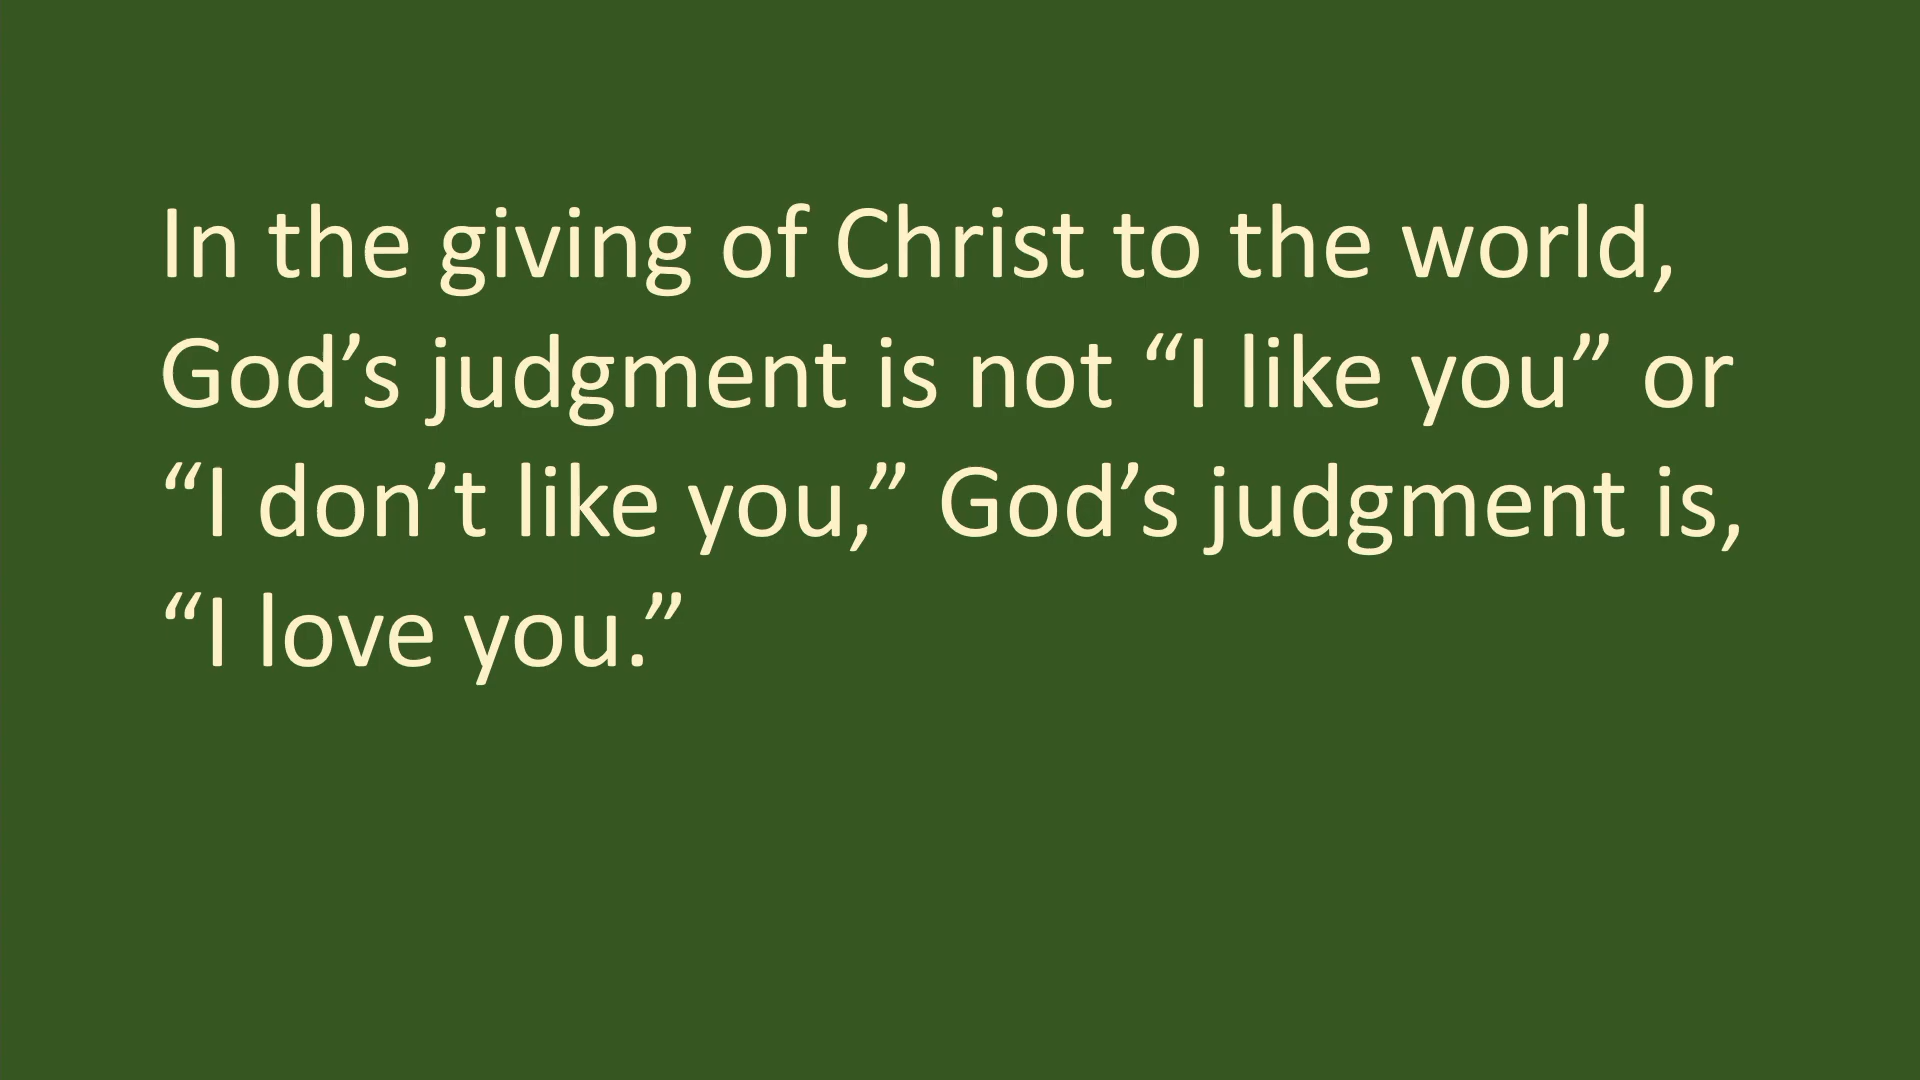 In the giving of Christ to the world,
God’s judgment is not “I like you” or
“I don’t like you,” God’s judgment is,
“I love you.”